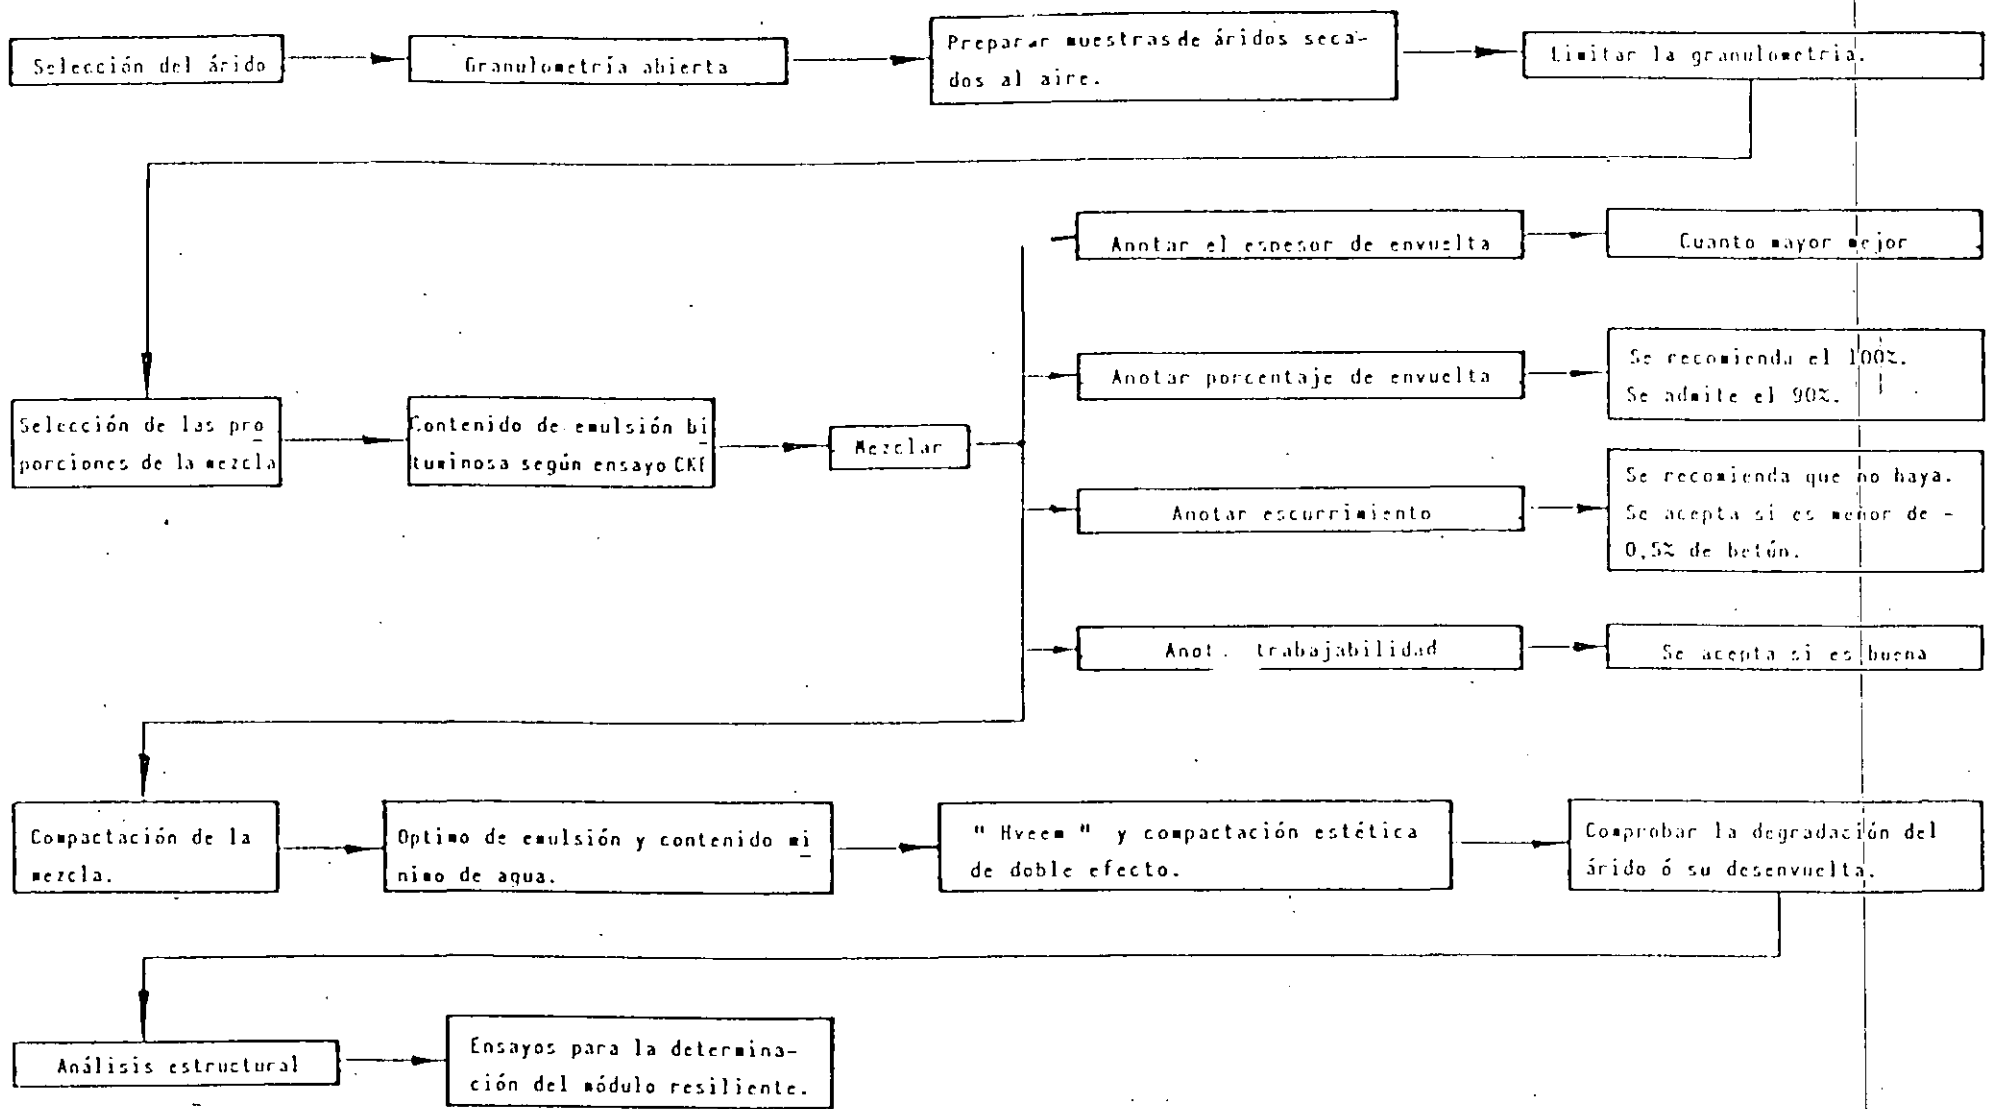 Selección del árido
Granulometría abierta
Preparar muestras de áridos seca-
dos al aire.
Limitar la granulometría.
Anotar el espesor de envuelta
Cuanto mayor mejor
Anotar porcentaje de envuelta
Se recomienda el 100%.
Se admite el 90%.
Selección de las pro
porciones de la mezcla
Contenido de emulsión bi
tuminosa según ensayo CKE
Mezclar
Anotar escurrimiento
Se recomienda que no haya.
Se acepta si es menor de -
0,5% de betún.
Anot. trabajabilidad
Se acepta si es buena
Compactación de la
mezcla.
Optimo de emulsión y contenido mi
nimo de agua.
" Hveem " y compactación estética
de doble efecto.
Comprobar la degradación del
árido ó su desenvuelta.
Análisis estructural
Ensayos para la determina-
ción del módulo resiliente.